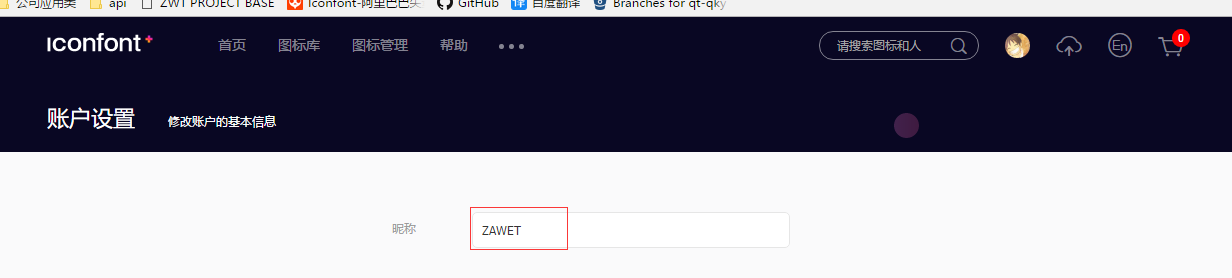 公司应用类 api ZWT PROJECT BASE Iconfont-阿里巴巴矢 GitHub 百度翻译 Branches for qt-qky
iconfont 首页 图标库 图标管理 帮助 请搜索图标和人 En 0
账户设置 修改账户的基本信息
昵称 ZAWET